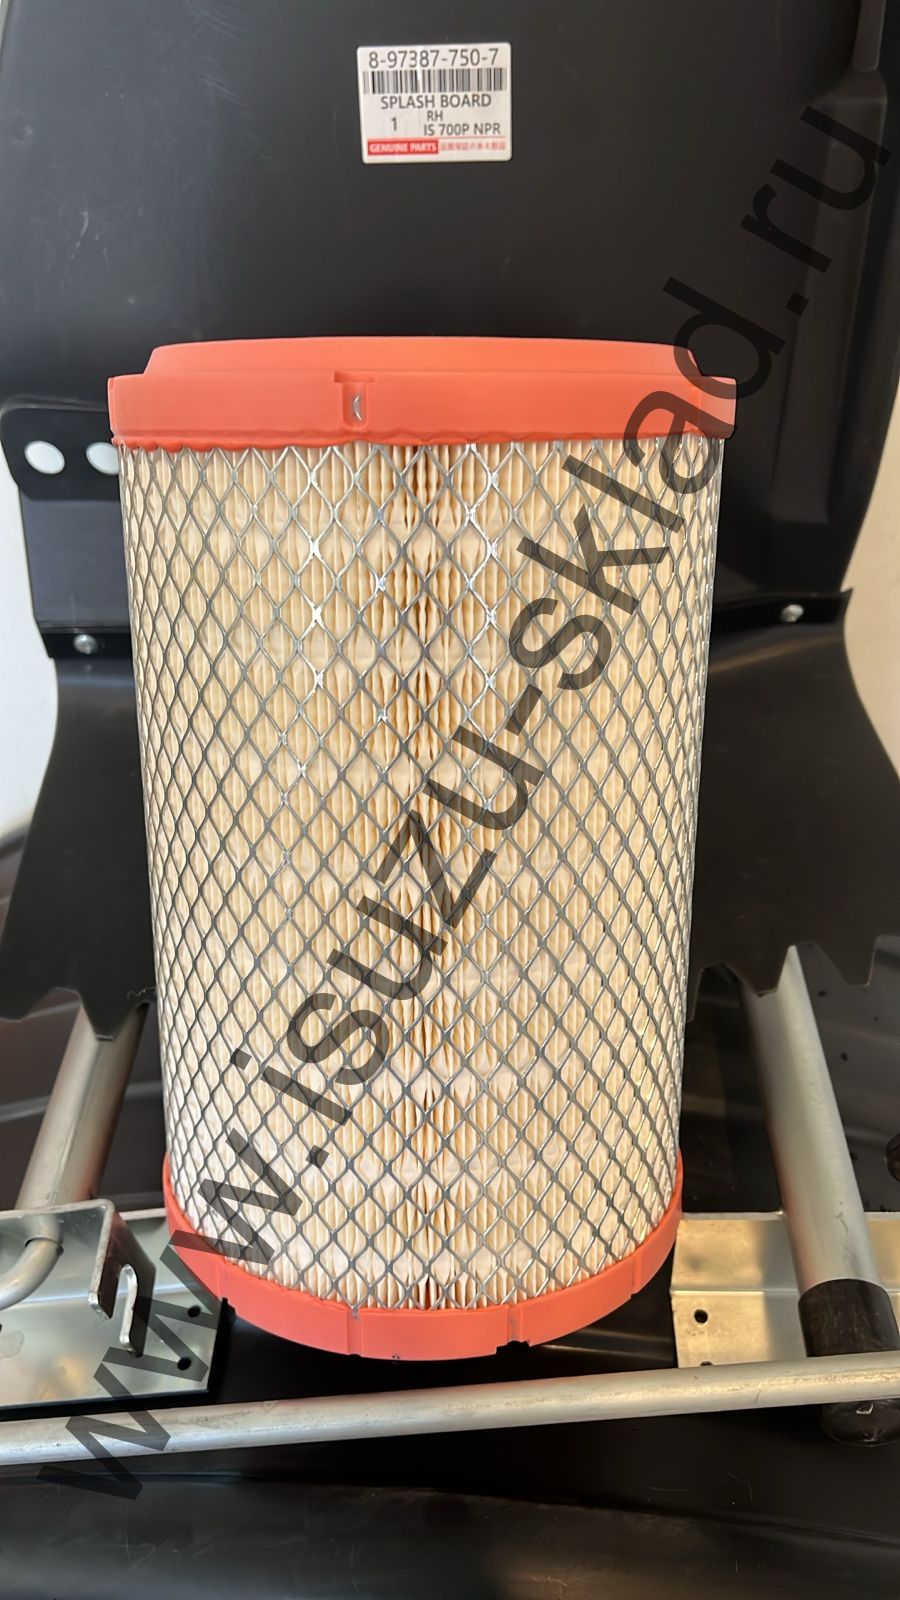 8-97387-750-7
SPLASH BOARD
RH
1 IS 700P NPR
GENUINE PARTS
www.isuzu-sklad.ru